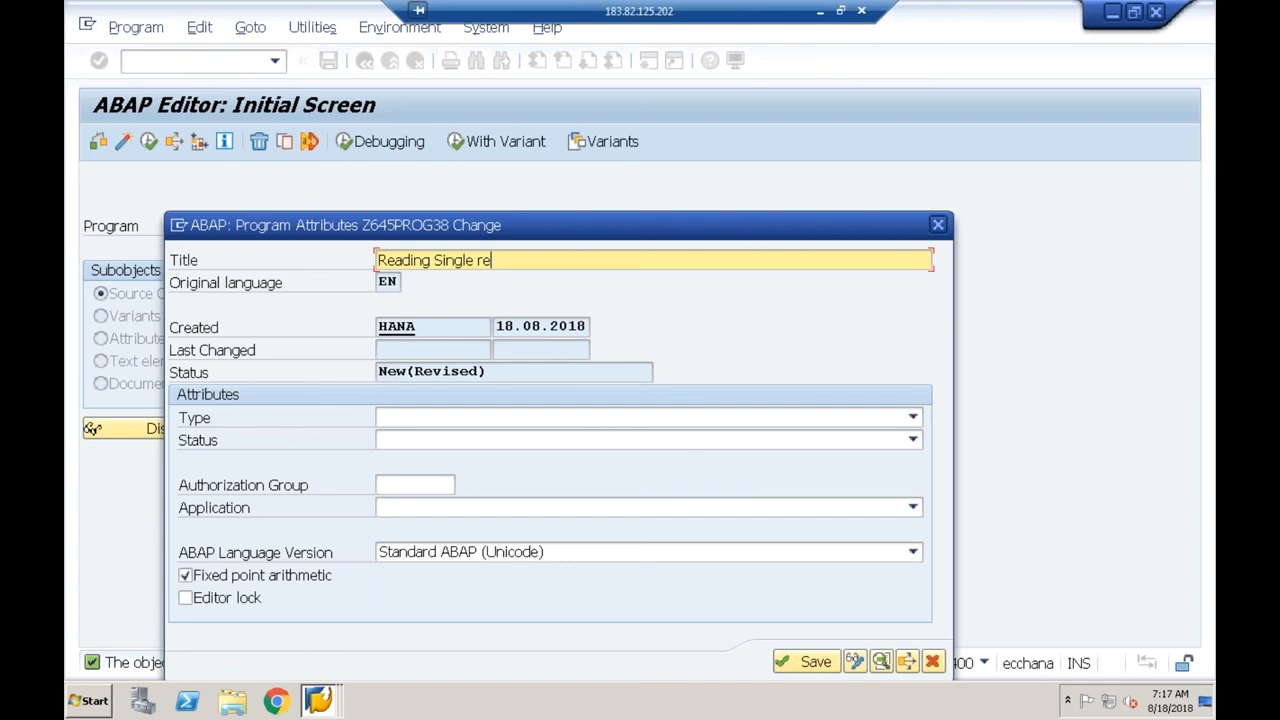 183.82.125.202
Program Edit Goto Utilities Environment System Help
ABAP Editor: Initial Screen
Debugging With Variant Variants
Program
ABAP: Program Attributes Z645PROG38 Change
Title Reading Single re
Original language EN
Created HANA 18.08.2018
Last Changed
Status New(Revised)
Attributes
Type
Status
Authorization Group
Application
ABAP Language Version Standard ABAP (Unicode)
Fixed point arithmetic
Editor lock
Save
Subobjects
Source C
Variants
Attribute
Text elen
Docume
Dis
The obje
400 ecchana INS
Start
7:17 AM
8/18/2018